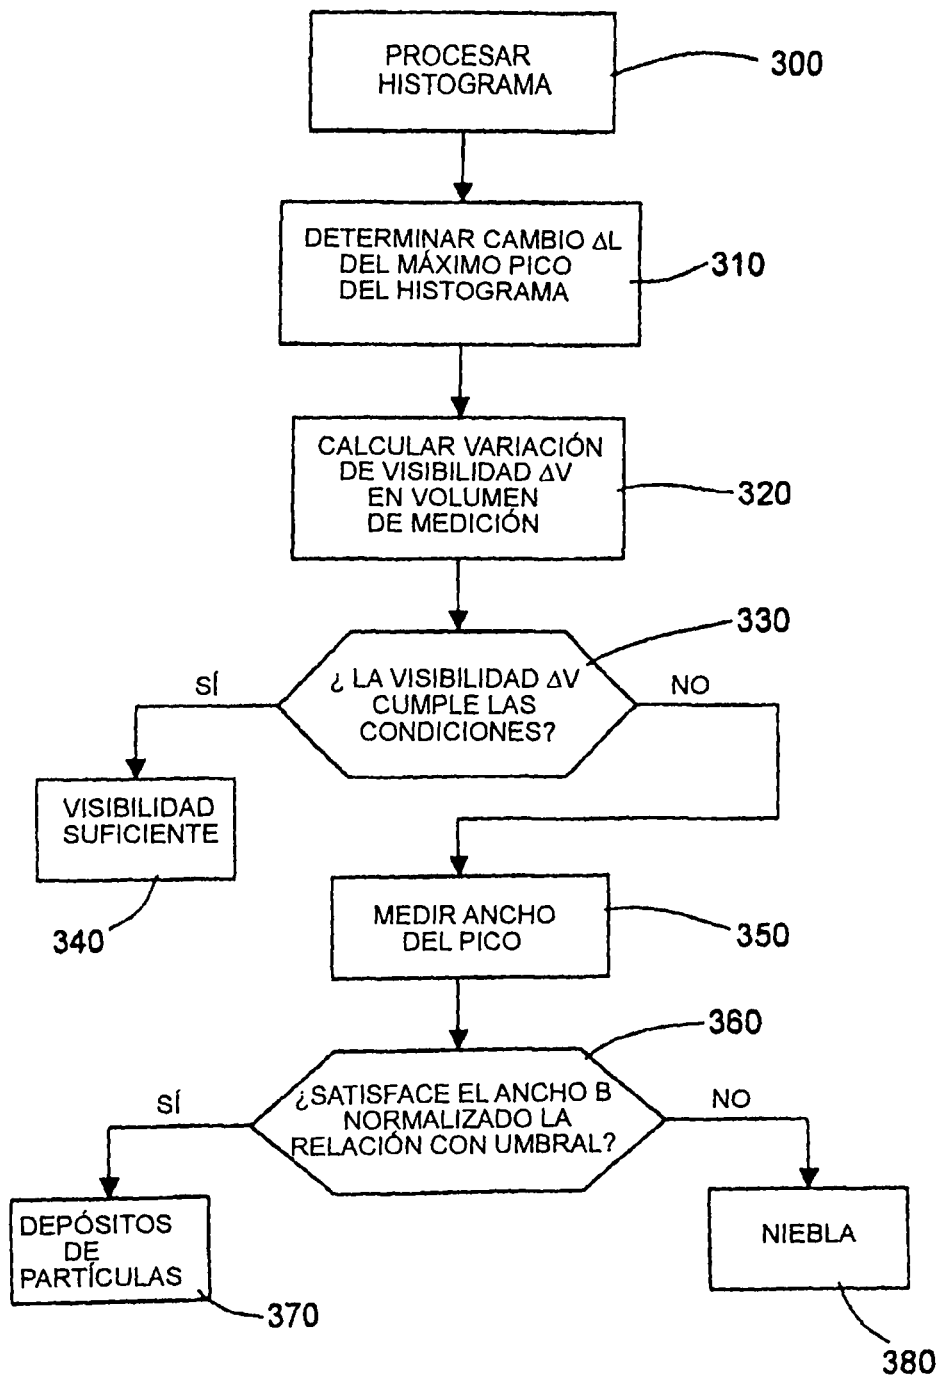 PROCESAR
HISTOGRAMA
300
DETERMINAR CAMBIO ΔL
DEL MÁXIMO PICO
DEL HISTOGRAMA
310
CALCULAR VARIACIÓN
DE VISIBILIDAD ΔV
EN VOLUMEN
DE MEDICIÓN
320
330
¿ LA VISIBILIDAD ΔV
CUMPLE LAS
CONDICIONES?
SÍ
NO
VISIBILIDAD
SUFICIENTE
340
MEDIR ANCHO
DEL PICO
350
360
¿SATISFACE EL ANCHO B
NORMALIZADO LA
RELACIÓN CON UMBRAL?
SÍ
NO
DEPÓSITOS
DE
PARTÍCULAS
370
NIEBLA
380